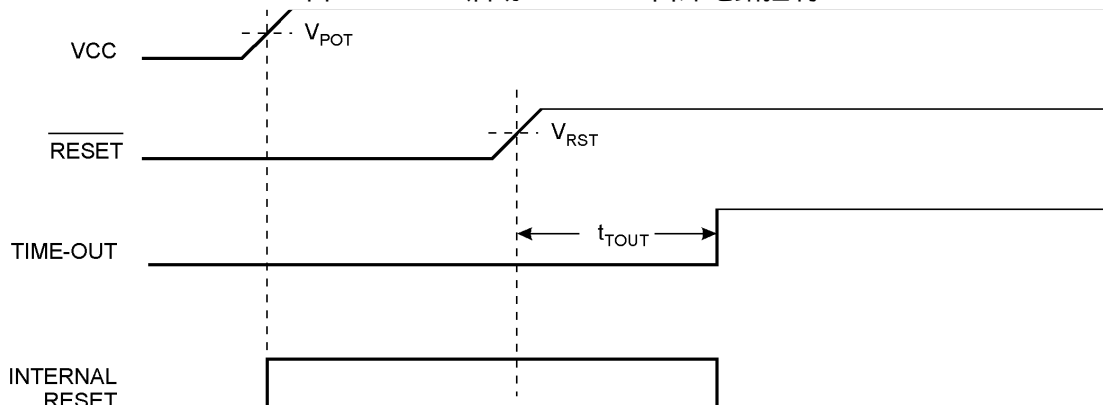 VCC
V_POT
RESET
V_RST
TIME-OUT
t_TOUT
INTERNAL
RESET